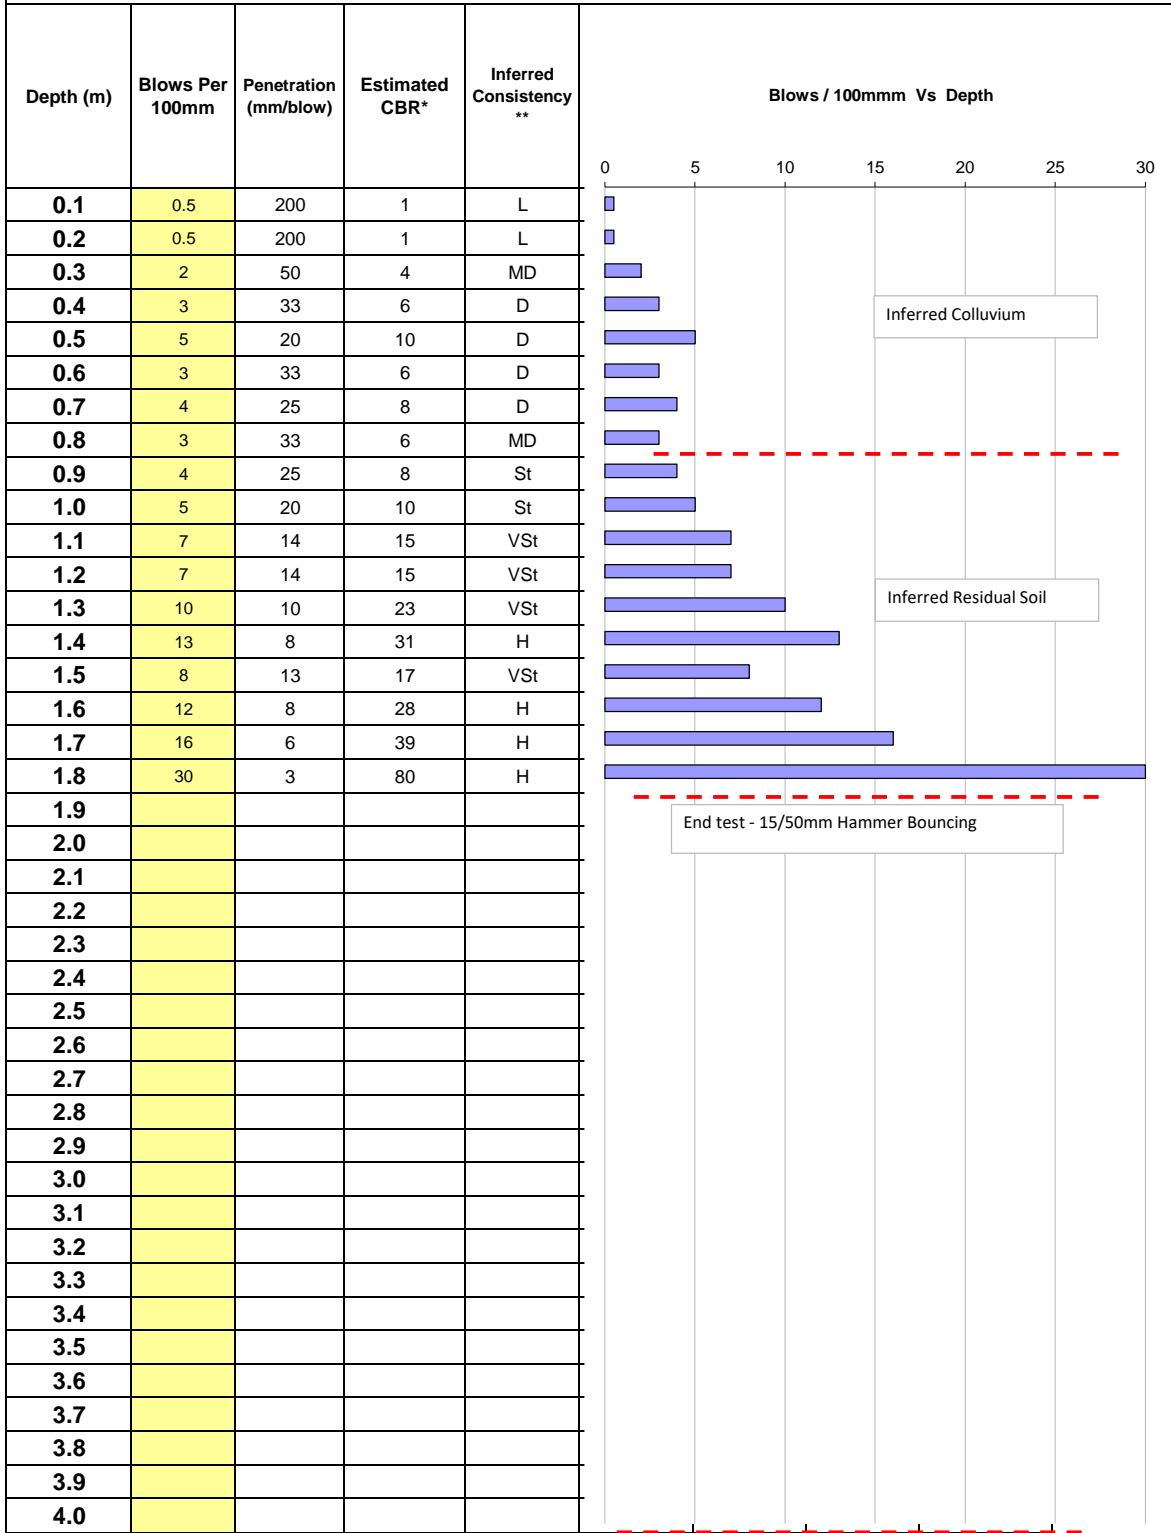 Depth (m) Blows Per 100mm Penetration (mm/blow) Estimated CBR* Inferred Consistency ** Blows / 100mmm Vs Depth
0 5 10 15 20 25 30
0.1 0.5 200 1 L
0.2 0.5 200 1 L
0.3 2 50 4 MD
0.4 3 33 6 D
Inferred Colluvium
0.5 5 20 10 D
0.6 3 33 6 D
0.7 4 25 8 D
0.8 3 33 6 MD
0.9 4 25 8 St
1.0 5 20 10 St
1.1 7 14 15 VSt
1.2 7 14 15 VSt
1.3 10 10 23 VSt
Inferred Residual Soil
1.4 13 8 31 H
1.5 8 13 17 VSt
1.6 12 8 28 H
1.7 16 6 39 H
1.8 30 3 80 H
1.9
End test - 15/50mm Hammer Bouncing
2.0
2.1
2.2
2.3
2.4
2.5
2.6
2.7
2.8
2.9
3.0
3.1
3.2
3.3
3.4
3.5
3.6
3.7
3.8
3.9
4.0